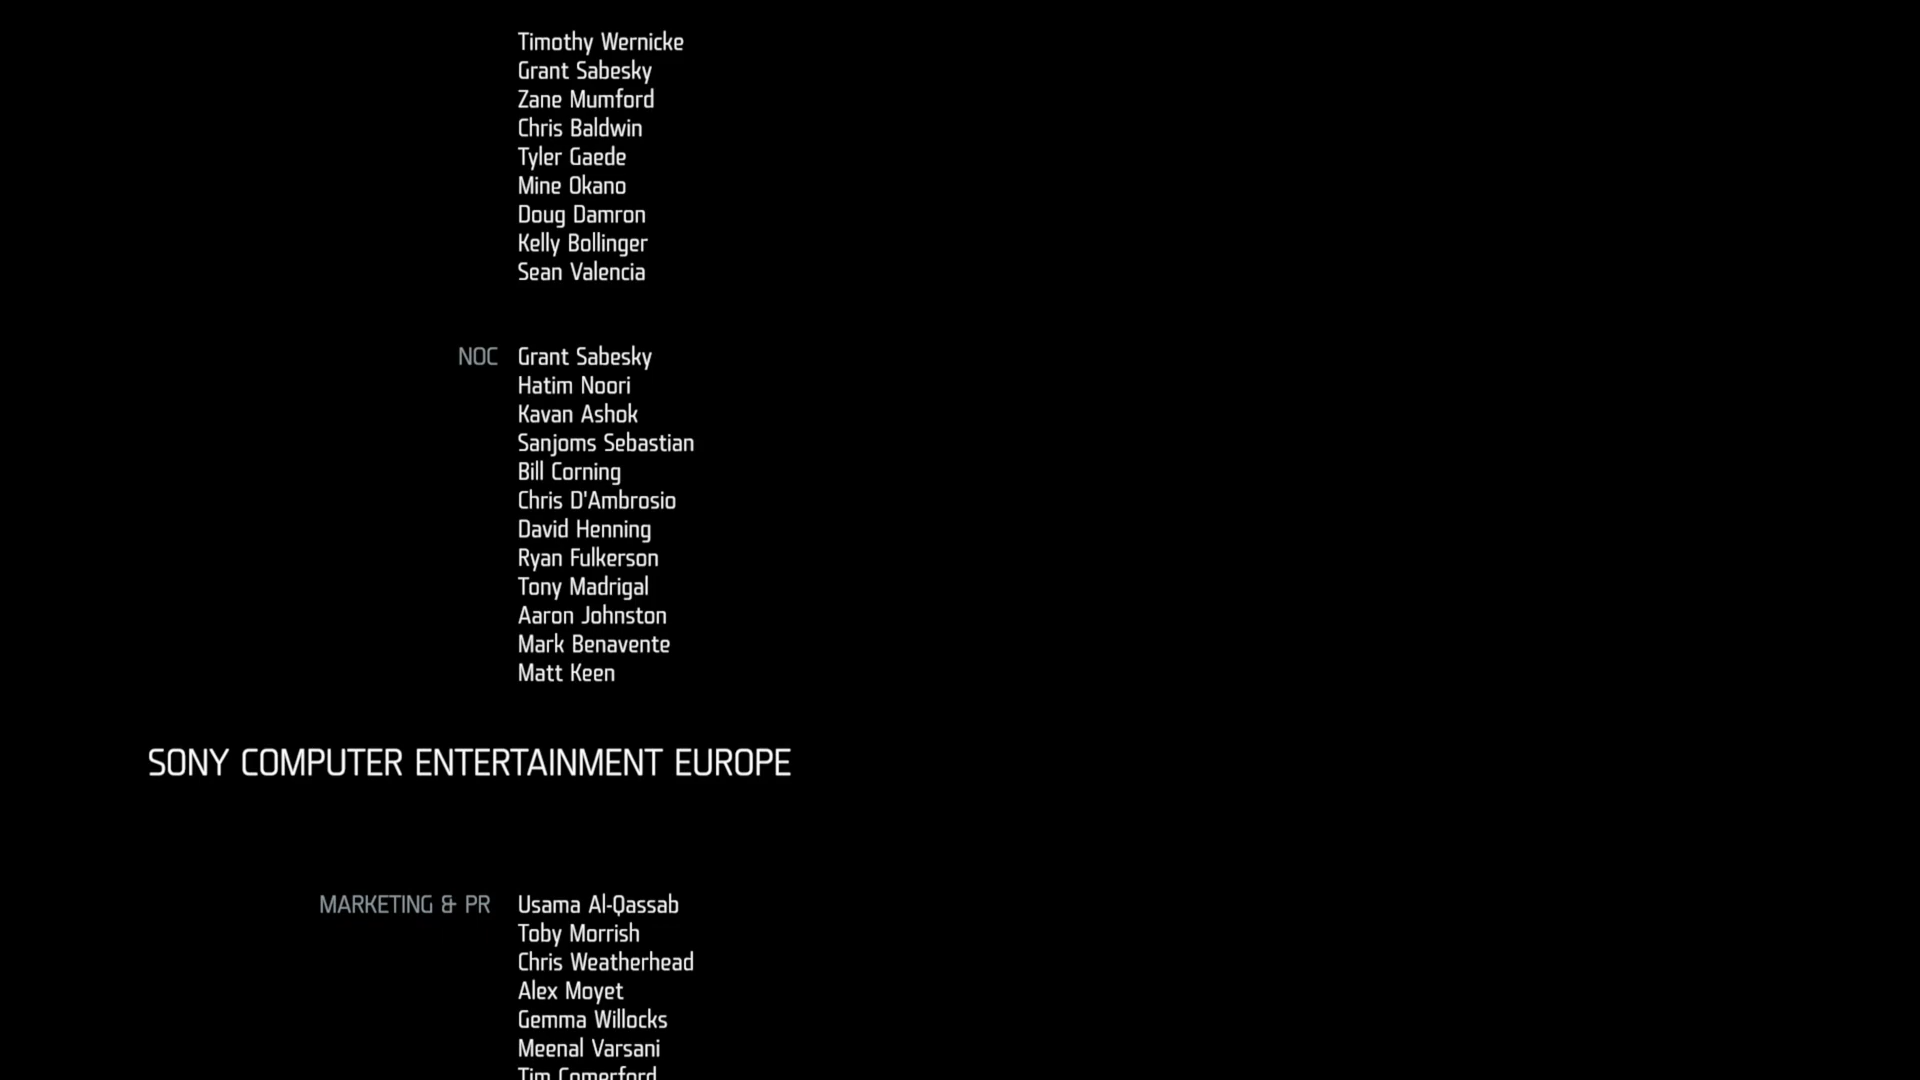 Timothy Wernicke
Grant Sabesky
Zane Mumford
Chris Baldwin
Tyler Gaede
Mine Okano
Doug Damron
Kelly Bollinger
Sean Valencia
NOC Grant Sabesky
Hatim Noori
Kavan Ashok
Sanjoms Sebastian
Bill Corning
Chris D'Ambrosio
David Henning
Ryan Fulkerson
Tony Madrigal
Aaron Johnston
Mark Benavente
Matt Keen
SONY COMPUTER ENTERTAINMENT EUROPE
MARKETING & PR Usama Al-Qassab
Toby Morrish
Chris Weatherhead
Alex Moyet
Gemma Willocks
Meenal Varsani
Tim Comerford